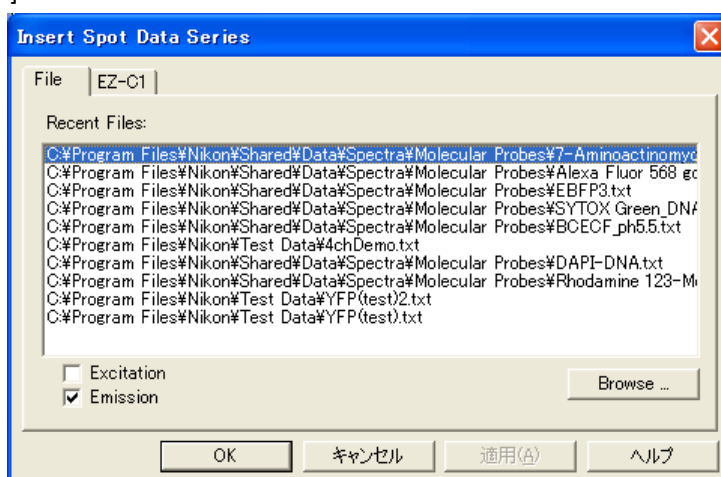 Insert Spot Data Series
File
EZ-C1
Recent Files:
C:¥Program Files¥Nikon¥Shared¥Data¥Spectra¥Molecular Probes¥7-Aminoactinomyc
C:¥Program Files¥Nikon¥Shared¥Data¥Spectra¥Molecular Probes¥Alexa Fluor 568 go
C:¥Program Files¥Nikon¥Shared¥Data¥Spectra¥Molecular Probes¥EBFP3.txt
C:¥Program Files¥Nikon¥Shared¥Data¥Spectra¥Molecular Probes¥SYTOX Green_DNA
C:¥Program Files¥Nikon¥Shared¥Data¥Spectra¥Molecular Probes¥BCECF_ph5.5.txt
C:¥Program Files¥Nikon¥Test Data¥4chDemo.txt
C:¥Program Files¥Nikon¥Shared¥Data¥Spectra¥Molecular Probes¥DAPI-DNA.txt
C:¥Program Files¥Nikon¥Shared¥Data¥Spectra¥Molecular Probes¥Rhodamine 123-M
C:¥Program Files¥Nikon¥Test Data¥YFP(test)2.txt
C:¥Program Files¥Nikon¥Test Data¥YFP(test).txt
Excitation
Emission
Browse ...
OK
キャンセル
適用(A)
ヘルプ